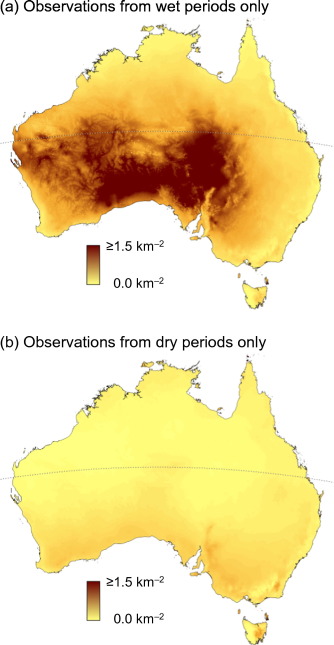 (a) Observations from wet periods only
≥1.5 km⁻²
0.0 km⁻²
(b) Observations from dry periods only
≥1.5 km⁻²
0.0 km⁻²